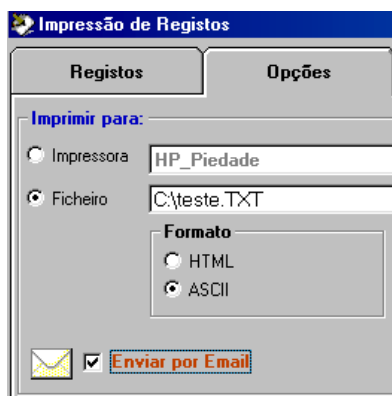 Impressão de Registos
Registos
Opções
Imprimir para:
Impressora
HP_Piedade
Ficheiro
C:\teste.TXT
Formato
HTML
ASCII
Enviar por Email